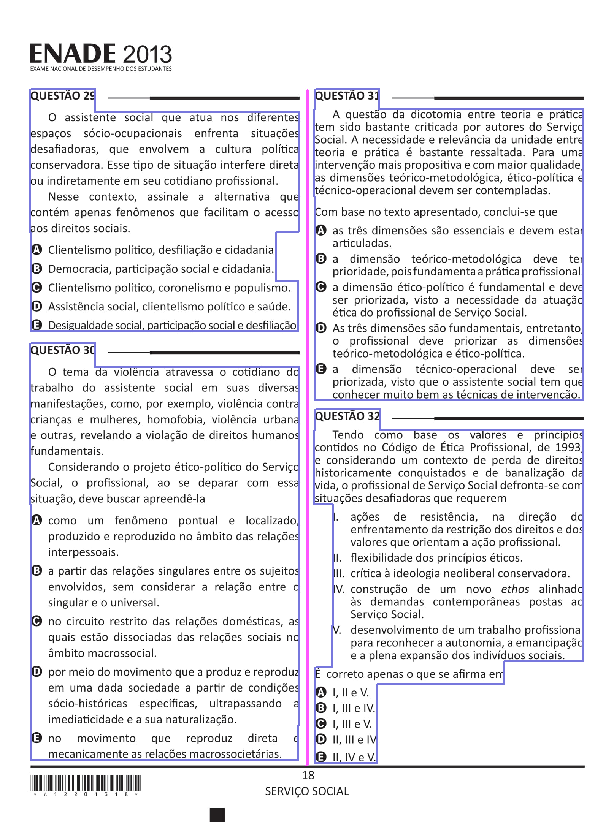 ENADE 2013
EXAME NACIONAL DE DESEMPENHO DOS ESTUDANTES
QUESTÃO 29
O assistente social que atua nos diferentes
espaços sócio-ocupacionais enfrenta situações
desafiadoras, que envolvem a cultura política
conservadora. Esse tipo de situação interfere direta
ou indiretamente em seu cotidiano profissional.
Nesse contexto, assinale a alternativa que
contém apenas fenômenos que facilitam o acesso
aos direitos sociais.
A Clientelismo político, desfiliação e cidadania
B Democracia, participação social e cidadania.
C Clientelismo político, coronelismo e populismo.
D Assistência social, clientelismo político e saúde.
E Desigualdade social, participação social e desfiliação
QUESTÃO 30
O tema da violência atravessa o cotidiano do
trabalho do assistente social em suas diversas
manifestações, como, por exemplo, violência contra
crianças e mulheres, homofobia, violência urbana
e outras, revelando a violação de direitos humanos
fundamentais.
Considerando o projeto ético-político do Serviço
Social, o profissional, ao se deparar com essa
situação, deve buscar apreendê-la
A como um fenômeno pontual e localizado,
produzido e reproduzido no âmbito das relações
interpessoais.
B a partir das relações singulares entre os sujeitos
envolvidos, sem considerar a relação entre o
singular e o universal.
C no circuito restrito das relações domésticas, as
quais estão dissociadas das relações sociais no
âmbito macrossocial.
D por meio do movimento que a produz e reproduz
em uma dada sociedade a partir de condições
sócio-históricas específicas, ultrapassando a
imediaticidade e a sua naturalização.
E no movimento que reproduz direta e
mecanicamente as relações macrossocietárias.
QUESTÃO 31
A questão da dicotomia entre teoria e prática
tem sido bastante criticada por autores do Serviço
Social. A necessidade e relevância da unidade entre
teoria e prática é bastante ressaltada. Para uma
intervenção mais propositiva e com maior qualidade,
as dimensões teórico-metodológica, ético-política e
técnico-operacional devem ser contempladas.
Com base no texto apresentado, conclui-se que
A as três dimensões são essenciais e devem estar
articuladas.
B a dimensão teórico-metodológica deve ter
prioridade, pois fundamenta a prática profissional
C a dimensão ético-política é fundamental e deve
ser priorizada, visto a necessidade da atuação
ética do profissional de Serviço Social.
D As três dimensões são fundamentais, entretanto,
o profissional deve priorizar as dimensões
teórico-metodológica e ético-política.
E a dimensão técnico-operacional deve ser
priorizada, visto que o assistente social tem que
conhecer muito bem as técnicas de intervenção.
QUESTÃO 32
Tendo como base os valores e princípios
contidos no Código de Ética Profissional, de 1993,
e considerando um contexto de perda de direitos
historicamente conquistados e de banalização da
vida, o profissional de Serviço Social defronta-se com
situações desafiadoras que requerem
I. ações de resistência, na direção do
enfrentamento da restrição dos direitos e dos
valores que orientam a ação profissional.
II. flexibilidade dos princípios éticos.
III. crítica à ideologia neoliberal conservadora.
IV. construção de um novo ethos alinhado
às demandas contemporâneas postas ao
Serviço Social.
V. desenvolvimento de um trabalho profissional
para reconhecer a autonomia, a emancipação
e a plena expansão dos indivíduos sociais.
É correto apenas o que se afirma em
A I, II e V.
B I, III e IV.
C I, III e V.
D II, III e IV
E II, IV e V.
18
SERVIÇO SOCIAL